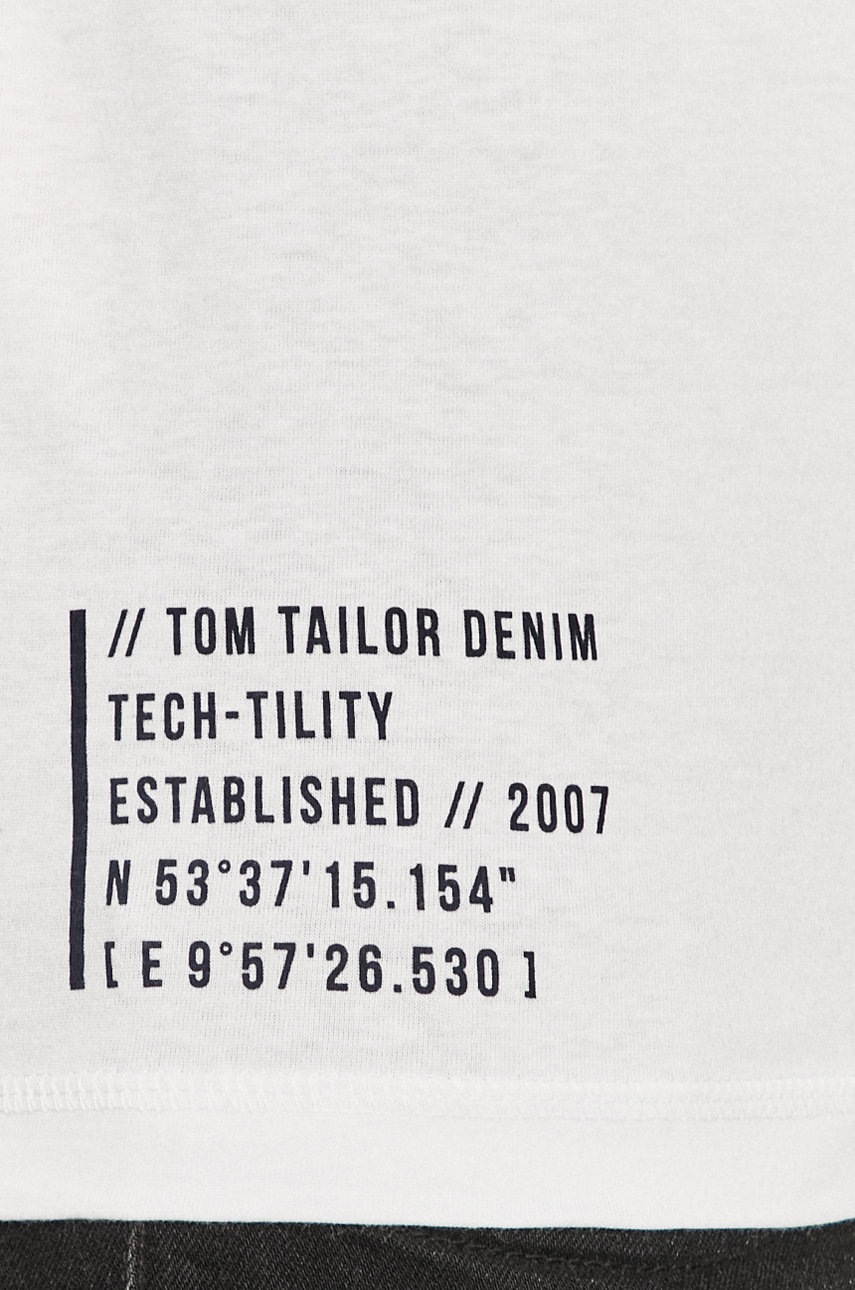 // TOM TAILOR DENIM
TECH-TILITY
ESTABLISHED // 2007
N 53°37'15.154"
[ E 9°57'26.530 ]